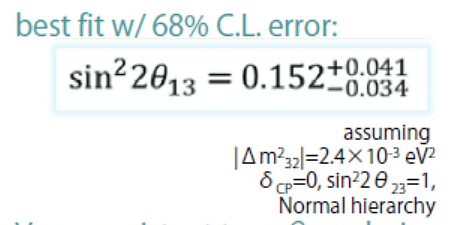 best fit w/ 68% C.L. error:
sin²2θ₁₃ = 0.152⁺⁰·⁰⁴¹₋₀.₀₃₄
assuming
|Δm²₃₂|=2.4×10⁻³ eV²
δ CP=0, sin²2θ₂₃=1,
Normal hierarchy